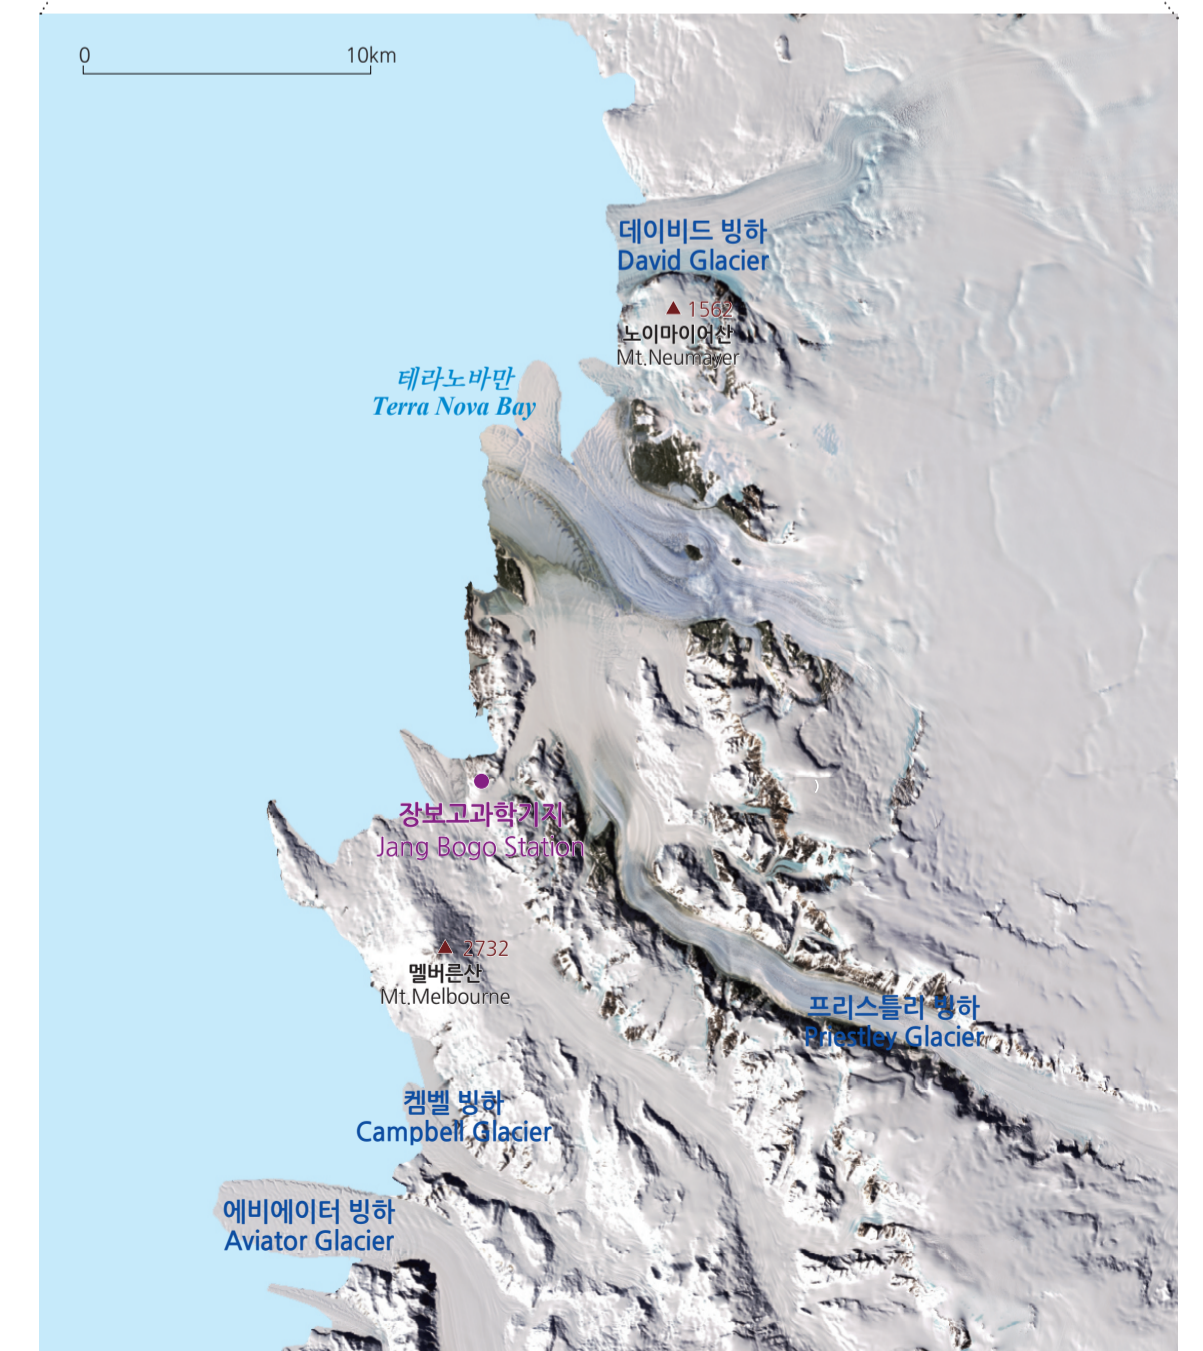 0 10km
데이비드 빙하
David Glacier
1562
노이마이어산
Mt.Neumayer
테라노바만
Terra Nova Bay
장보고과학기지
Jang Bogo Station
2732
멜버른산
Mt.Melbourne
프리스틀리 빙하
Priestley Glacier
켐벨 빙하
Campbell Glacier
에비에이터 빙하
Aviator Glacier